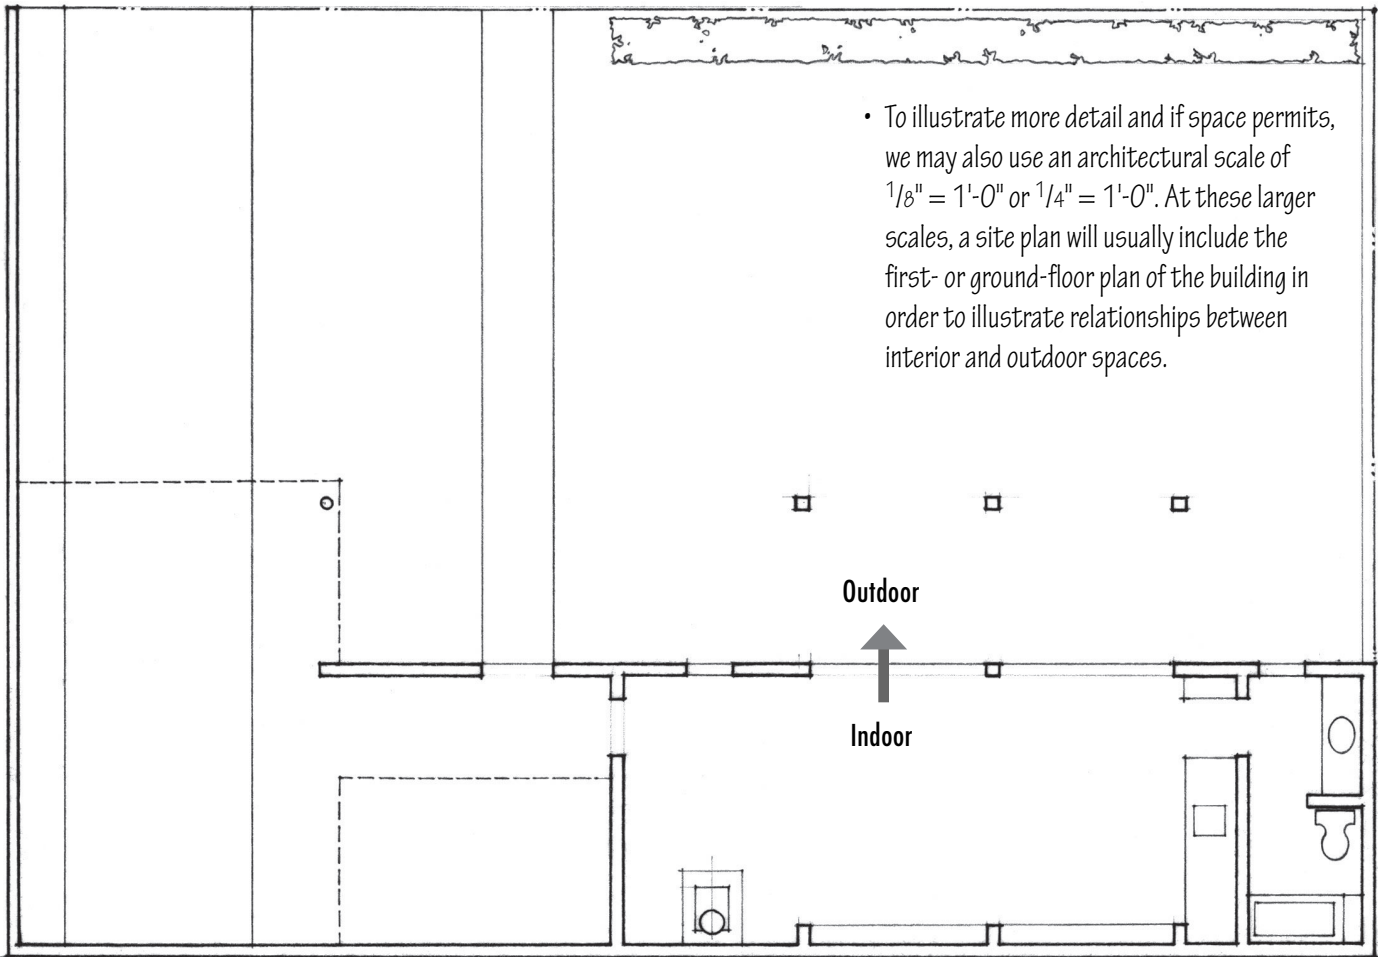 • To illustrate more detail and if space permits,
we may also use an architectural scale of
1/8" = 1'-0" or 1/4" = 1'-0". At these larger
scales, a site plan will usually include the
first- or ground-floor plan of the building in
order to illustrate relationships between
interior and outdoor spaces.
Outdoor
Indoor